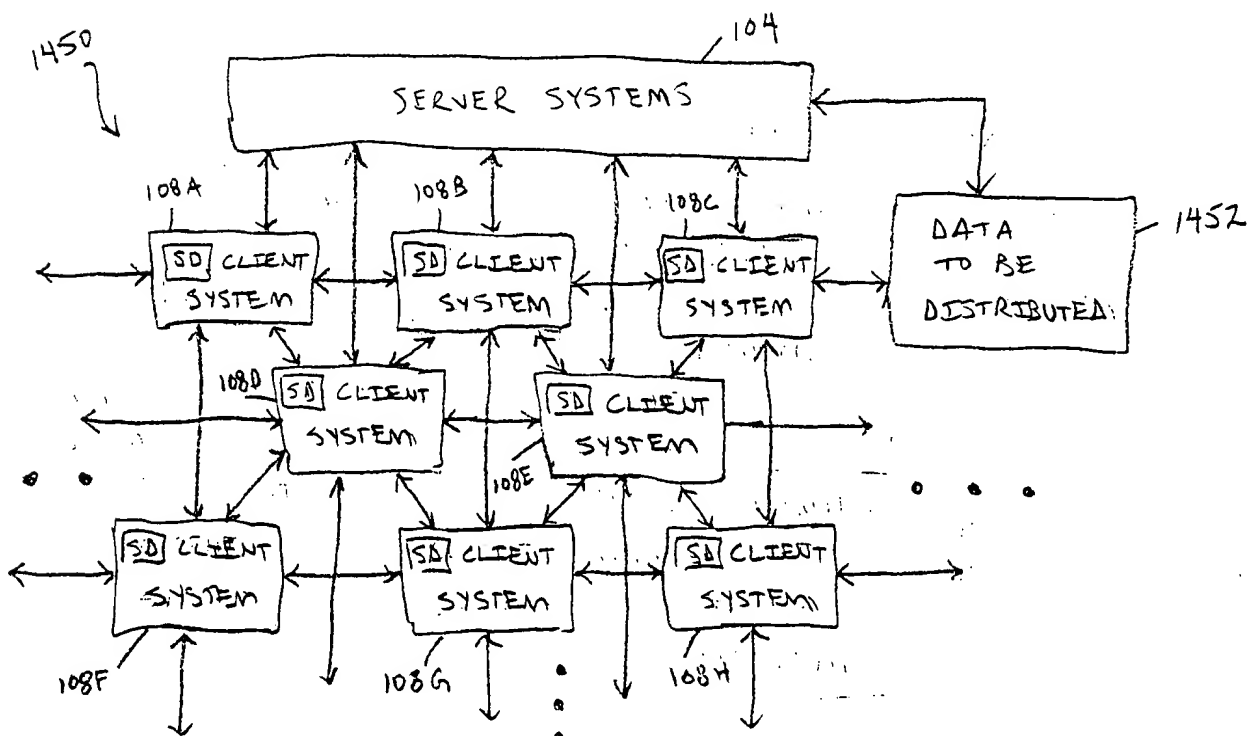 1450
104
SERVER SYSTEMS
108A
108B
108C
1452
SD CLIENT
SYSTEM
SD CLIENT
SYSTEM
SD CLIENT
SYSTEM
DATA
TO BE
DISTRIBUTED
108D
SD CLIENT
SYSTEM
108E
SD CLIENT
SYSTEM
SD CLIENT
SYSTEM
SD CLIENT
SYSTEM
SD CLIENT
SYSTEM
108F
108G
108H